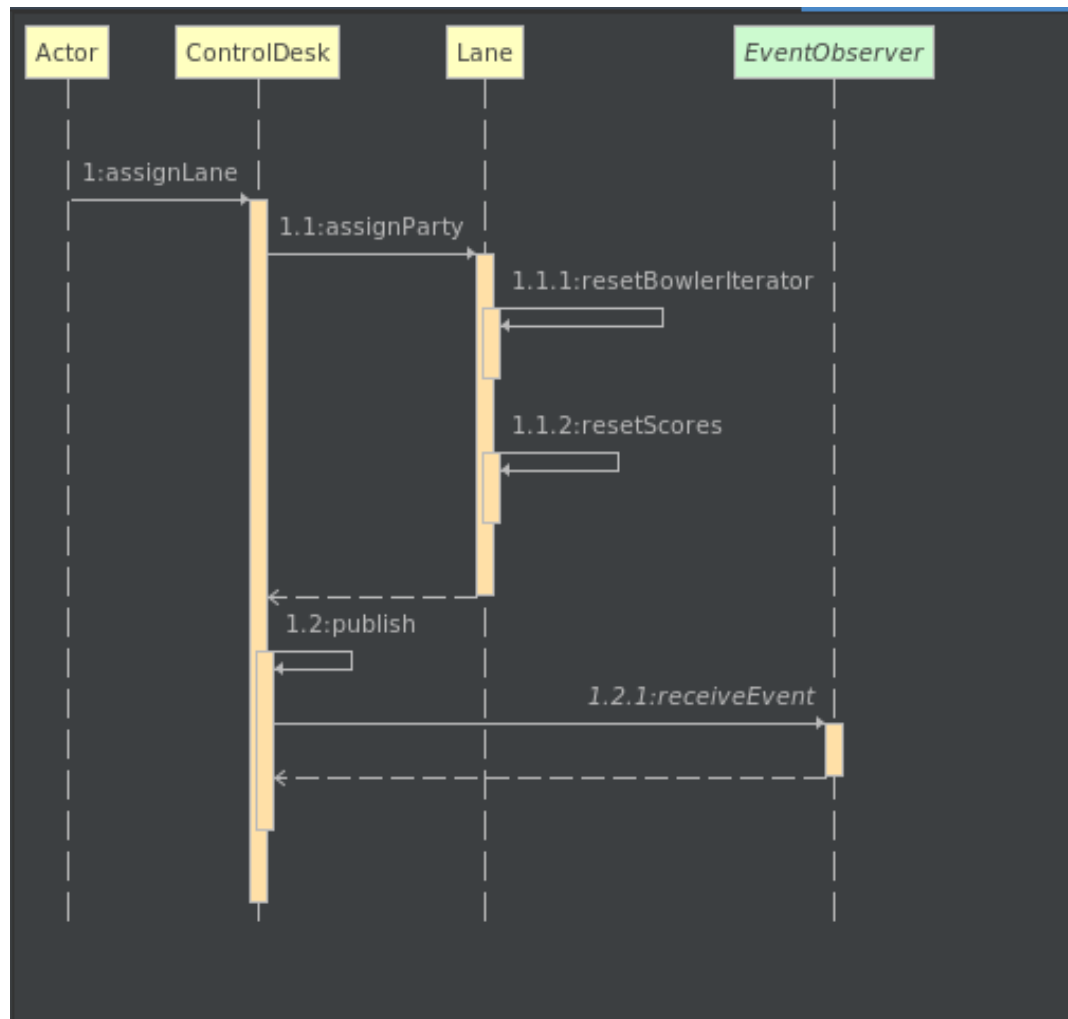 Actor
ControlDesk
Lane
EventObserver
1:assignLane
1.1:assignParty
1.1.1:resetBowlerIterator
1.1.2:resetScores
1.2:publish
1.2.1:receiveEvent